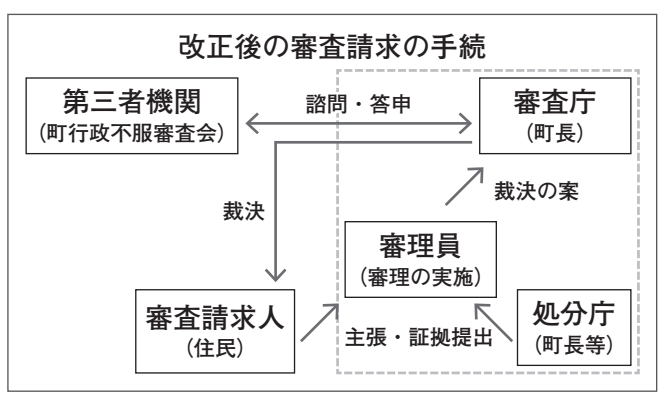 改正後の審査請求の手続
第三者機関
(町行政不服審査会)
諮問・答申
審査庁
(町長)
裁決
裁決の案
審理員
(審理の実施)
審査請求人
(住民)
主張・証拠提出
処分庁
(町長等)